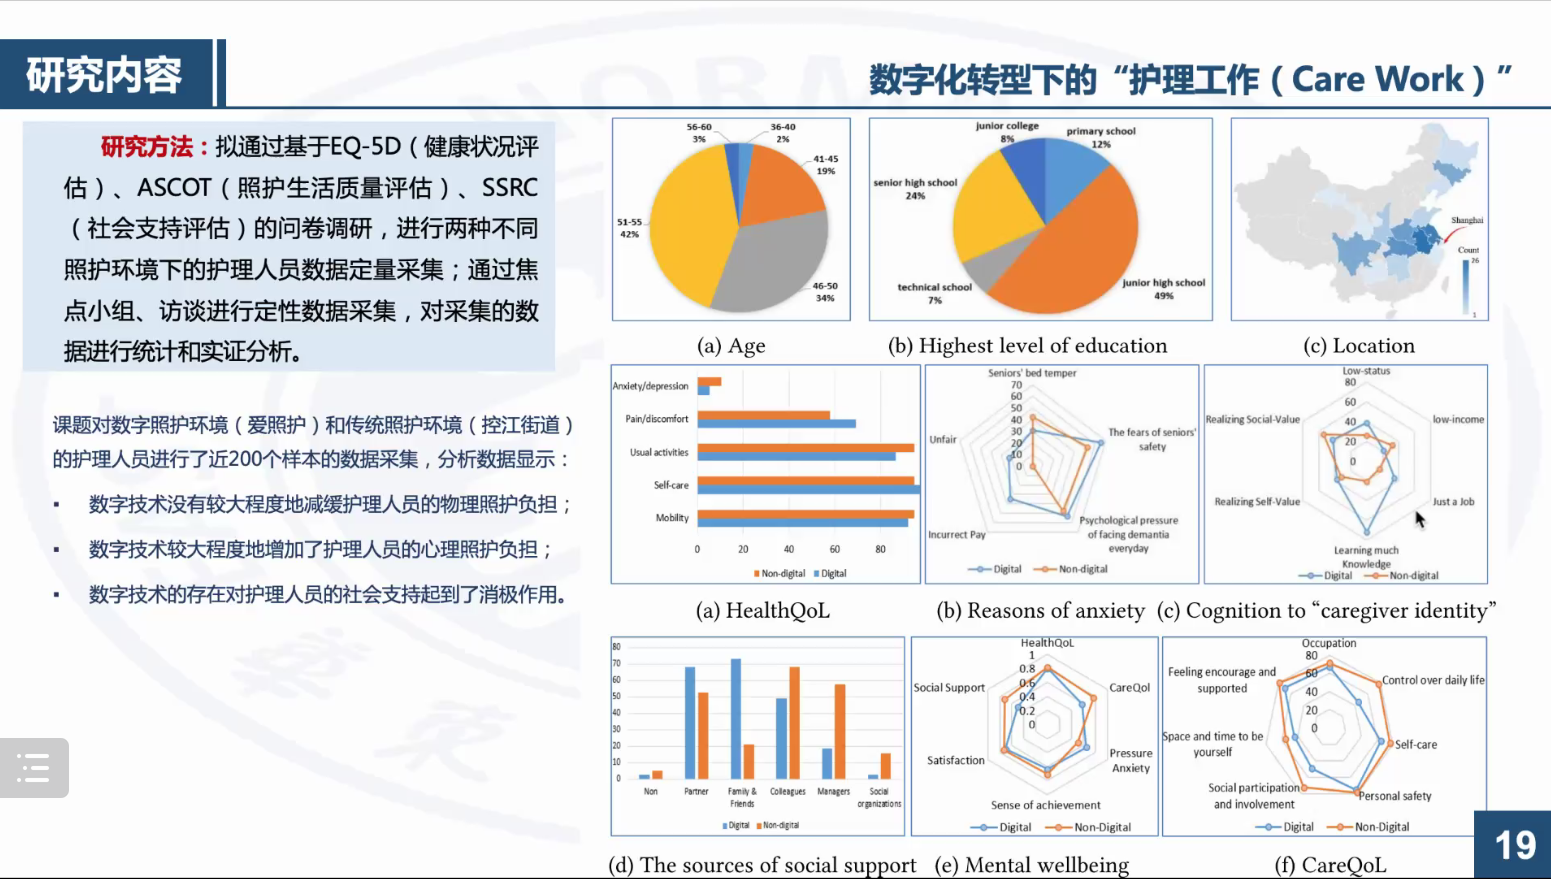 研究内容
数字化转型下的“护理工作（Care Work）”
研究方法：拟通过基于EQ-5D（健康状况评
估）、ASCOT（照护生活质量评估）、SSRC
（社会支持评估）的问卷调研，进行两种不同
照护环境下的护理人员数据定量采集；通过焦
点小组、访谈进行定性数据采集，对采集的数
据进行统计和实证分析。
课题对数字照护环境（爱照护）和传统照护环境（控江街道）
的护理人员进行了近200个样本的数据采集，分析数据显示：
▪ 数字技术没有较大程度地减缓护理人员的物理照护负担；
▪ 数字技术较大程度地增加了护理人员的心理照护负担；
▪ 数字技术的存在对护理人员的社会支持起到了消极作用。
56-60
3%
36-40
2%
41-45
19%
51-55
42%
46-50
34%
(a) Age
junior college
8%
primary school
12%
senior high school
24%
technical school
7%
junior high school
49%
(b) Highest level of education
Shanghai
Count
26
1
(c) Location
Anxiety/depression
Pain/discomfort
Usual activities
Self-care
Mobility
0 20 40 60 80
Non-digital Digital
(a) HealthQoL
Seniors' bed temper
70
60
50
40
30
20
10
0
The fears of seniors'
safety
Unfair
Incurrect Pay
Psychological pressure
of facing demantia
everyday
Digital Non-digital
(b) Reasons of anxiety
Low-status
80
60
40
20
0
Realizing Social-Value
low-income
Realizing Self-Value
Just a Job
Learning much
Knowledge
Digital Non-digital
(c) Cognition to “caregiver identity”
80
70
60
50
40
30
20
10
0
Non
Partner
Family &
Friends
Colleagues
Managers
Social
organizations
Digital Non-digital
(d) The sources of social support
HealthQoL
1
0.8
0.6
0.4
0.2
0
Social Support
CareQol
Satisfaction
Pressure
Anxiety
Sense of achievement
Digital Non-Digital
(e) Mental wellbeing
Occupation
80
60
40
20
0
Feeling encourage and
supported
Control over daily life
Space and time to be
yourself
Self-care
Social participation
and involvement
Personal safety
Digital Non-Digital
(f) CareQoL
19